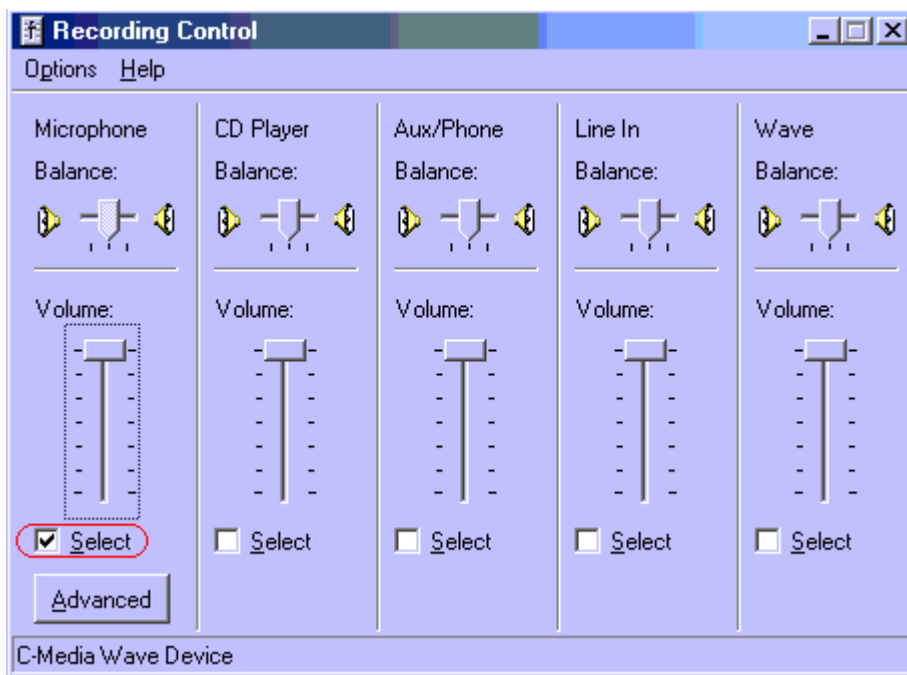 Recording Control
Options Help
Microphone CD Player Aux/Phone Line In Wave
Balance: Balance: Balance: Balance: Balance:
Volume: Volume: Volume: Volume: Volume:
Select Select Select Select Select
Advanced
C-Media Wave Device